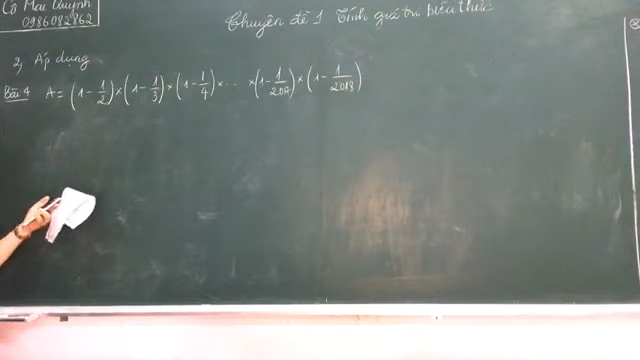 Cô Mai Quỳnh
0986082862
Chuyên đề 1 Tính giá trị biểu thức
2, Áp dụng
Bài 4 A = (1 - 1/2) × (1 - 1/3) × (1 - 1/4) × ... × (1 - 1/2017) × (1 - 1/2018)